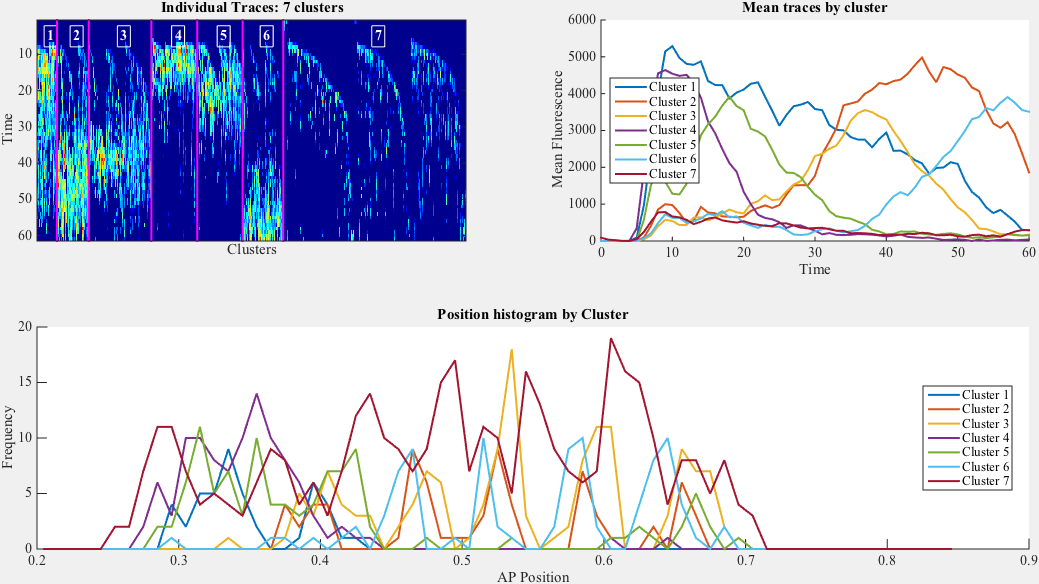 Individual Traces: 7 clusters
1 2 3 4 5 6 7
10
20
30
40
50
60
Time
Clusters
Mean traces by cluster
6000
5000
4000
3000
2000
1000
0
Mean Fluorescence
Cluster 1
Cluster 2
Cluster 3
Cluster 4
Cluster 5
Cluster 6
Cluster 7
0 10 20 30 40 50 60
Time
Position histogram by Cluster
20
15
10
5
0
Frequency
Cluster 1
Cluster 2
Cluster 3
Cluster 4
Cluster 5
Cluster 6
Cluster 7
0.2 0.3 0.4 0.5 0.6 0.7 0.8 0.9
AP Position